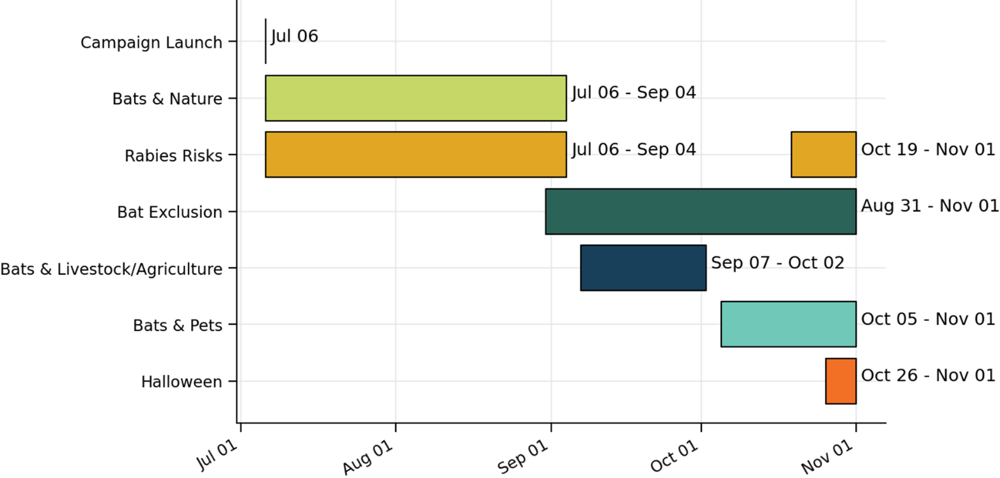 Campaign Launch Jul 06
Bats & Nature Jul 06 - Sep 04
Rabies Risks Jul 06 - Sep 04 Oct 19 - Nov 01
Bat Exclusion Aug 31 - Nov 01
Bats & Livestock/Agriculture Sep 07 - Oct 02
Bats & Pets Oct 05 - Nov 01
Halloween Oct 26 - Nov 01
Jul 01 Aug 01 Sep 01 Oct 01 Nov 01